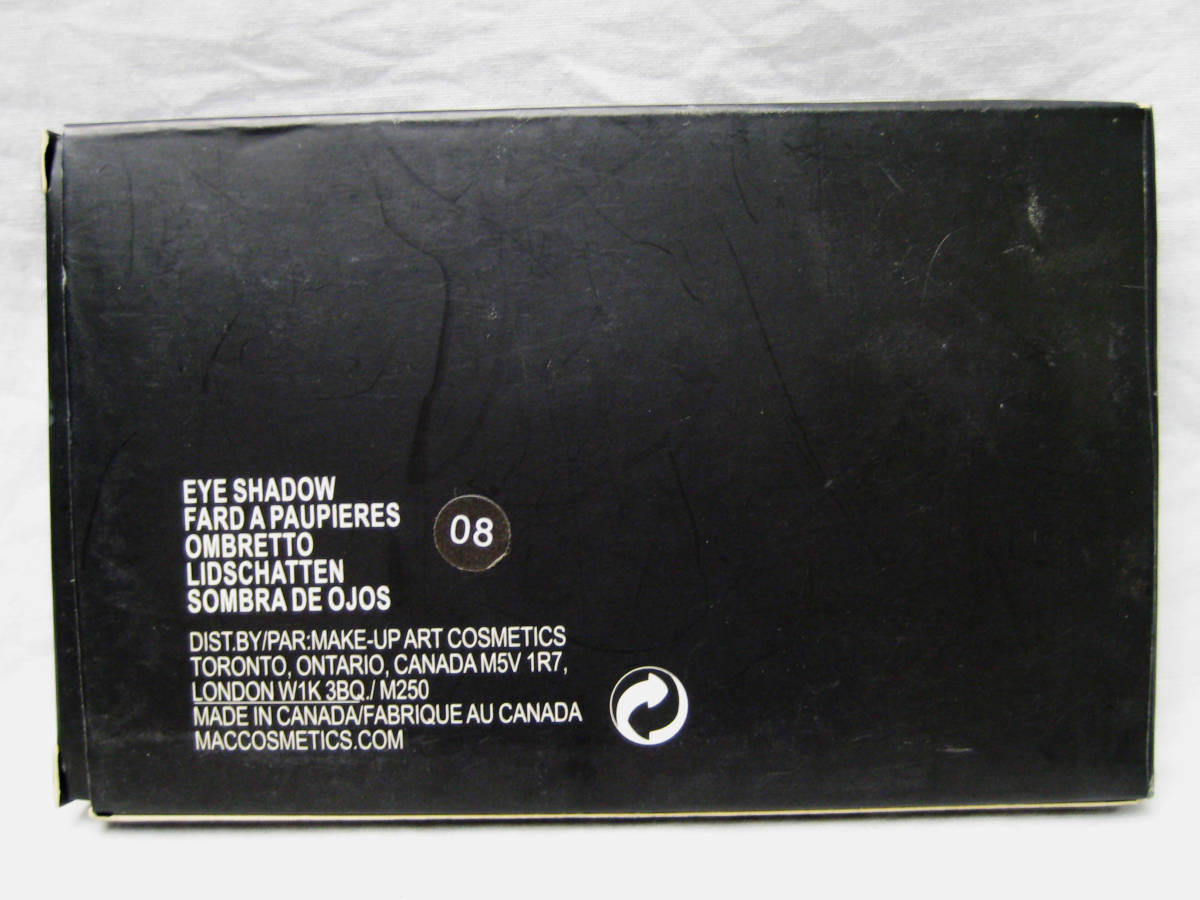 EYE SHADOW
FARD A PAUPIERES
OMBRETTO
LIDSCHATTEN
SOMBRA DE OJOS
08
DIST.BY/PAR:MAKE-UP ART COSMETICS
TORONTO, ONTARIO, CANADA M5V 1R7,
LONDON W1K 3BQ./ M250
MADE IN CANADA/FABRIQUE AU CANADA
MACCOSMETICS.COM